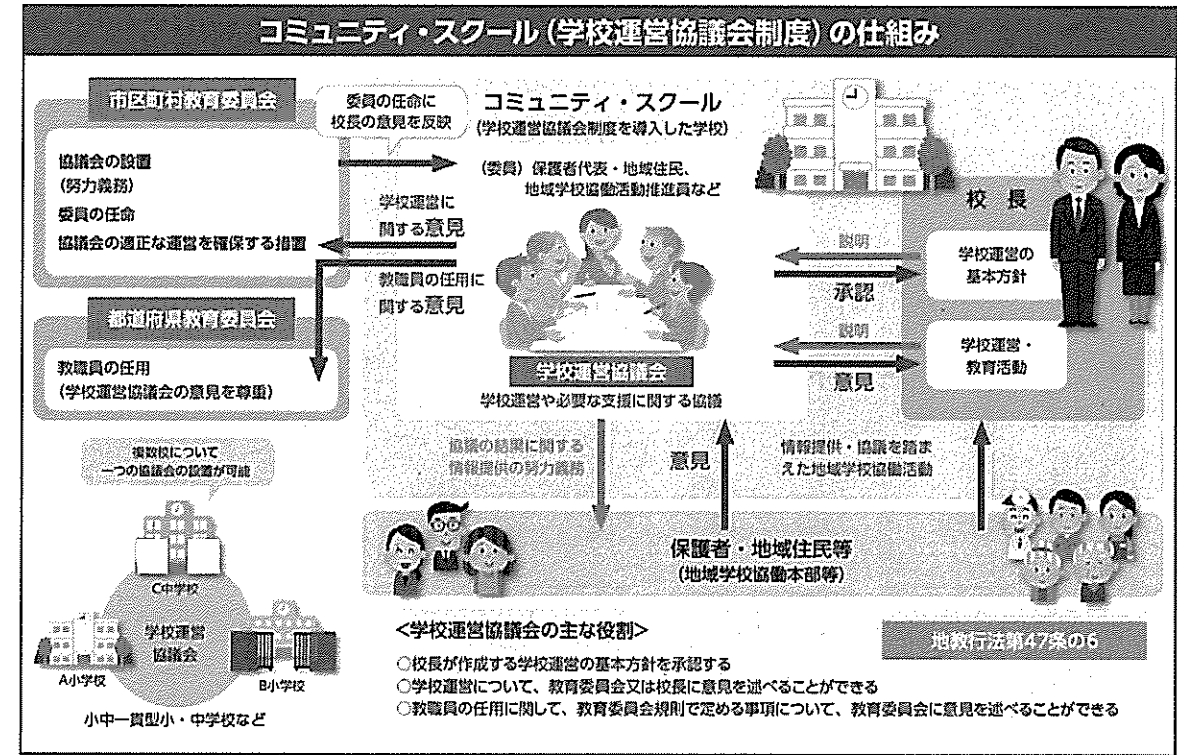 コミュニティ・スクール(学校運営協議会制度)の仕組み
市区町村教育委員会
協議会の設置
(努力義務)
委員の任命
協議会の適正な運営を確保する措置
委員の任命に
校長の意見を反映
コミュニティ・スクール
(学校運営協議会制度を導入した学校)
(委員)保護者代表・地域住民、
地域学校協働活動推進員など
学校運営に
関する意見
教職員の任用に
関する意見
都道府県教育委員会
教職員の任用
(学校運営協議会の意見を尊重)
学校運営協議会
学校運営や必要な支援に関する協議
校長
説明
承認
学校運営の
基本方針
説明
意見
学校運営・
教育活動
協議の結果に関する
情報提供の努力義務
意見
情報提供・協議を踏ま
えた地域学校協働活動
保護者・地域住民等
(地域学校協働本部等)
複数校について
一つの協議会の設置が可能
C中学校
学校運営
協議会
A小学校
B小学校
小中一貫型小・中学校など
<学校運営協議会の主な役割>
地教行法第47条の6
○校長が作成する学校運営の基本方針を承認する
○学校運営について、教育委員会又は校長に意見を述べることができる
○教職員の任用に関して、教育委員会規則で定める事項について、教育委員会に意見を述べることができる